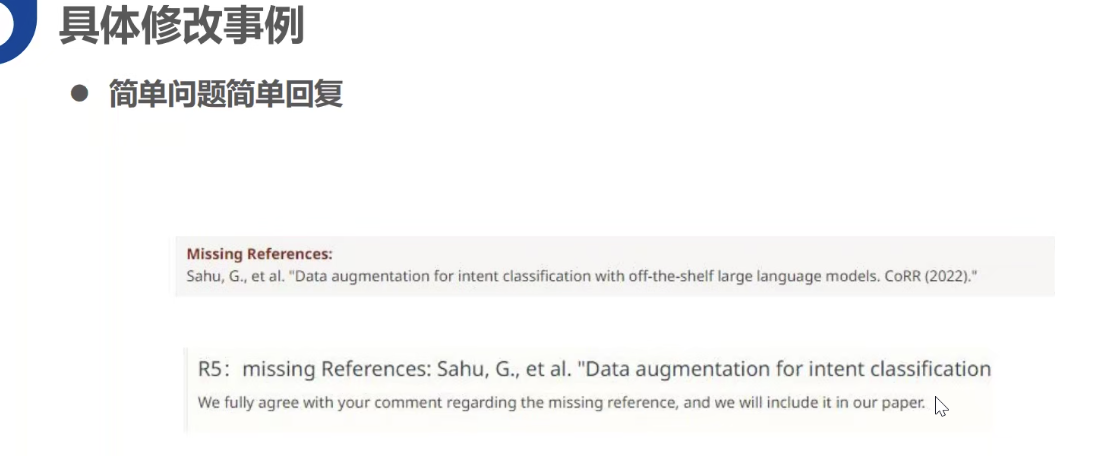 具体修改事例
简单问题简单回复
Missing References:
Sahu, G., et al. "Data augmentation for intent classification with off-the-shelf large language models. CoRR (2022)."
R5：missing References: Sahu, G., et al. "Data augmentation for intent classification
We fully agree with your comment regarding the missing reference, and we will include it in our paper.